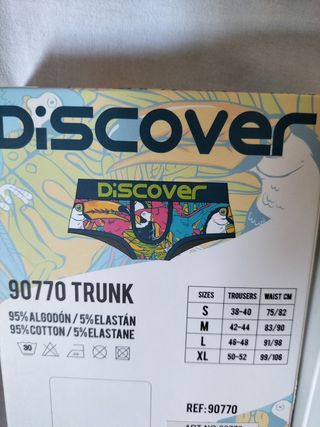 DiSCOVER
DiSCOVER
90770 TRUNK
95% ALGODÓN / 5% ELASTÁN
95% COTTON / 5% ELASTANE
30
SIZES TROUSERS WAIST CM
S 38-40 75/82
M 42-44 83/90
L 46-48 91/98
XL 50-52 99/106
REF: 90770